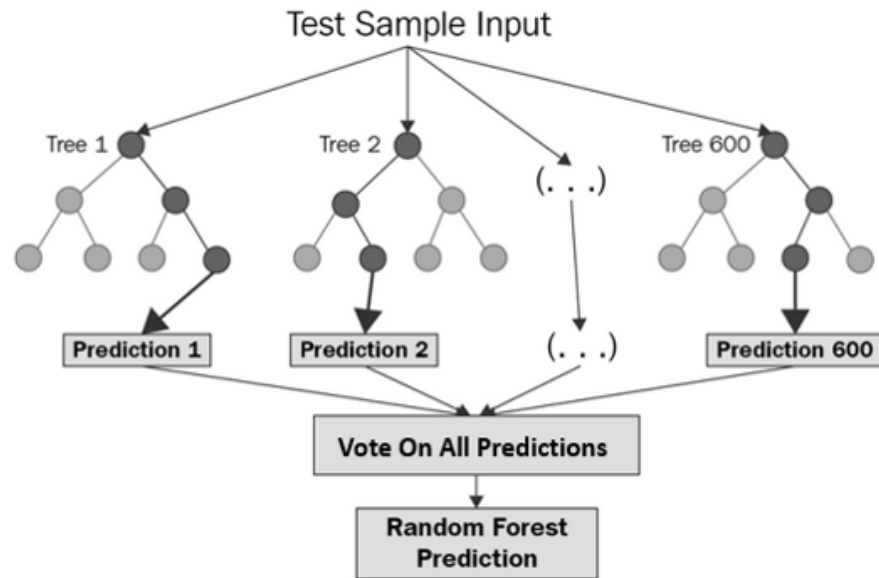 Test Sample Input
Tree 1
Tree 2
Tree 600
(. . .)
Prediction 1
Prediction 2
(. . .)
Prediction 600
Vote On All Predictions
Random Forest
Prediction